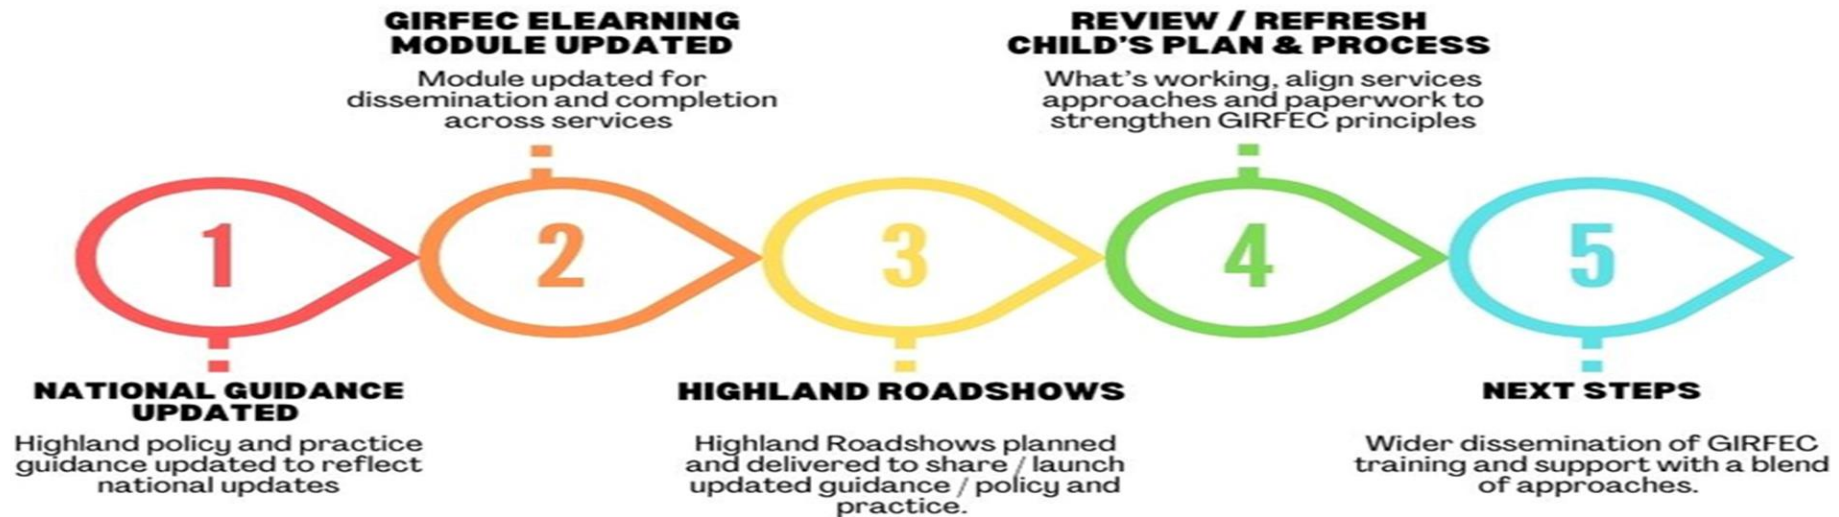 GIRFEC ELEARNING
MODULE UPDATED
Module updated for
dissemination and completion
across services
REVIEW / REFRESH
CHILD'S PLAN & PROCESS
What's working, align services
approaches and paperwork to
strengthen GIRFEC principles
1
2
3
4
5
NATIONAL GUIDANCE
UPDATED
Highland policy and practice
guidance updated to reflect
national updates
HIGHLAND ROADSHOWS
Highland Roadshows planned
and delivered to share / launch
updated guidance / policy and
practice.
NEXT STEPS
Wider dissemination of GIRFEC
training and support with a blend
of approaches.